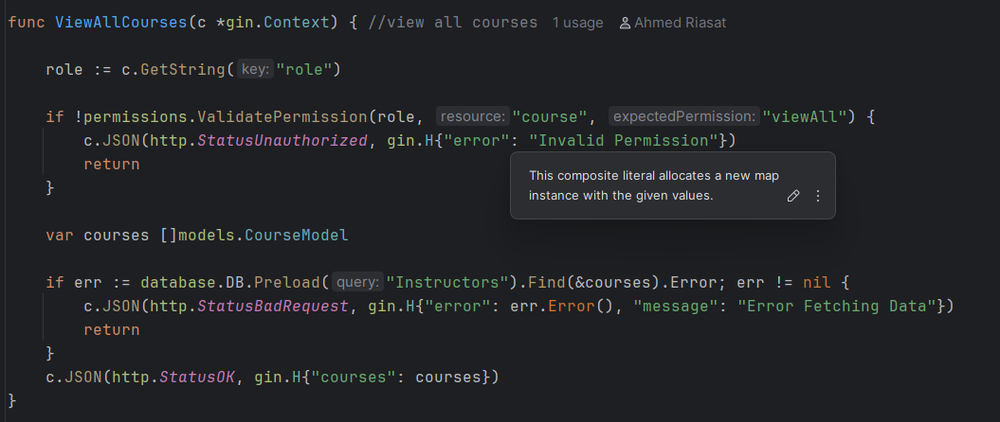 func ViewAllCourses(c *gin.Context) { //view all courses 1 usage Ahmed Riasat
role := c.GetString( key: "role")
if !permissions.ValidatePermission(role, resource: "course", expectedPermission: "viewAll") {
c.JSON(http.StatusUnauthorized, gin.H{"error": "Invalid Permission"})
return
}
This composite literal allocates a new map
instance with the given values.
var courses []models.CourseModel
if err := database.DB.Preload( query: "Instructors").Find(&courses).Error; err != nil {
c.JSON(http.StatusBadRequest, gin.H{"error": err.Error(), "message": "Error Fetching Data"})
return
}
c.JSON(http.StatusOK, gin.H{"courses": courses})
}